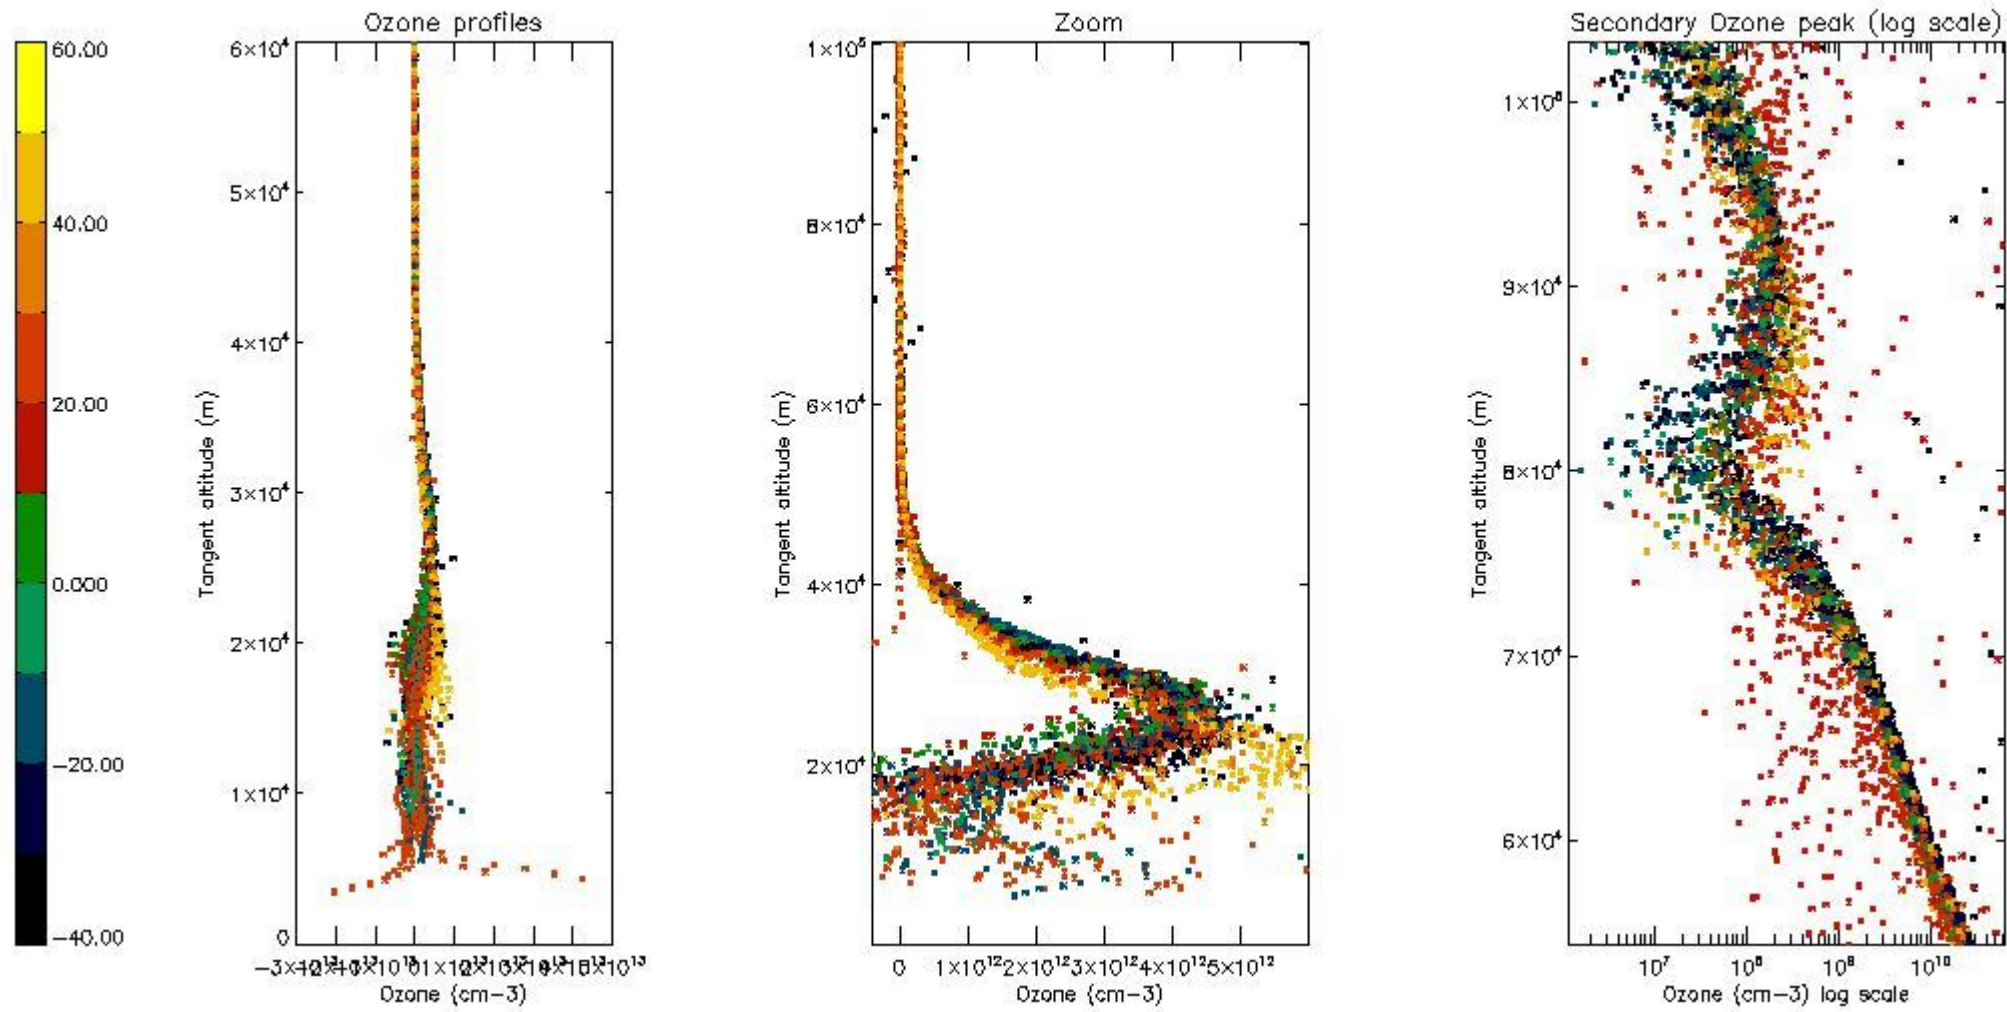 Ozone profiles
Zoom
Secondary Ozone peak (log scale)
60.00
40.00
20.00
0.000
−20.00
−40.00
6×10⁴
5×10⁴
4×10⁴
3×10⁴
2×10⁴
1×10⁴
0
Tangent altitude (m)
Ozone (cm−3)
1×10⁵
8×10⁴
6×10⁴
4×10⁴
2×10⁴
Tangent altitude (m)
0 1×10¹² 2×10¹² 3×10¹² 4×10¹² 5×10¹²
Ozone (cm−3)
1×10⁵
9×10⁴
8×10⁴
7×10⁴
6×10⁴
Tangent altitude (m)
10⁷ 10⁸ 10⁹ 10¹⁰
Ozone (cm−3) log scale